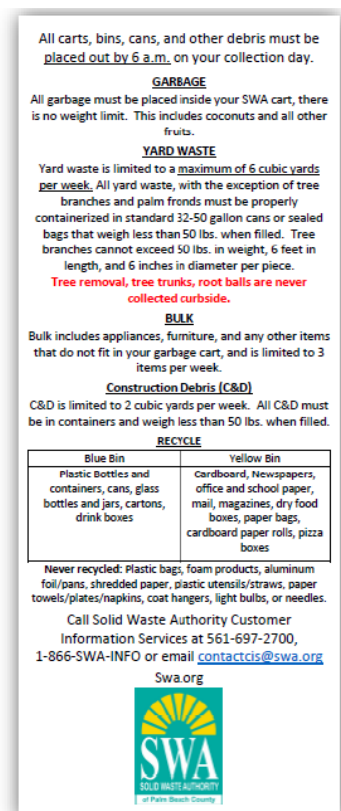 All carts, bins, cans, and other debris must be
placed out by 6 a.m. on your collection day.
GARBAGE
All garbage must be placed inside your SWA cart, there
is no weight limit. This includes coconuts and all other
fruits.
YARD WASTE
Yard waste is limited to a maximum of 6 cubic yards
per week. All yard waste, with the exception of tree
branches and palm fronds must be properly
containerized in standard 32-50 gallon cans or sealed
bags that weigh less than 50 lbs. when filled. Tree
branches cannot exceed 50 lbs. in weight, 6 feet in
length, and 6 inches in diameter per piece.
Tree removal, tree trunks, root balls are never
collected curbside.
BULK
Bulk includes appliances, furniture, and any other items
that do not fit in your garbage cart, and is limited to 3
items per week.
Construction Debris (C&D)
C&D is limited to 2 cubic yards per week. All C&D must
be in containers and weigh less than 50 lbs. when filled.
RECYCLE
Blue Bin
Plastic Bottles and
containers, cans, glass
bottles and jars, cartons,
drink boxes
Yellow Bin
Cardboard, Newspapers,
office and school paper,
mail, magazines, dry food
boxes, paper bags,
cardboard paper rolls, pizza
boxes
Never recycled: Plastic bags, foam products, aluminum
foil/pans, shredded paper, plastic utensils/straws, paper
towels/plates/napkins, coat hangers, light bulbs, or needles.
Call Solid Waste Authority Customer
Information Services at 561-697-2700,
1-866-SWA-INFO or email contactcis@swa.org
Swa.org
SWA
SOLID WASTE AUTHORITY
of Palm Beach County